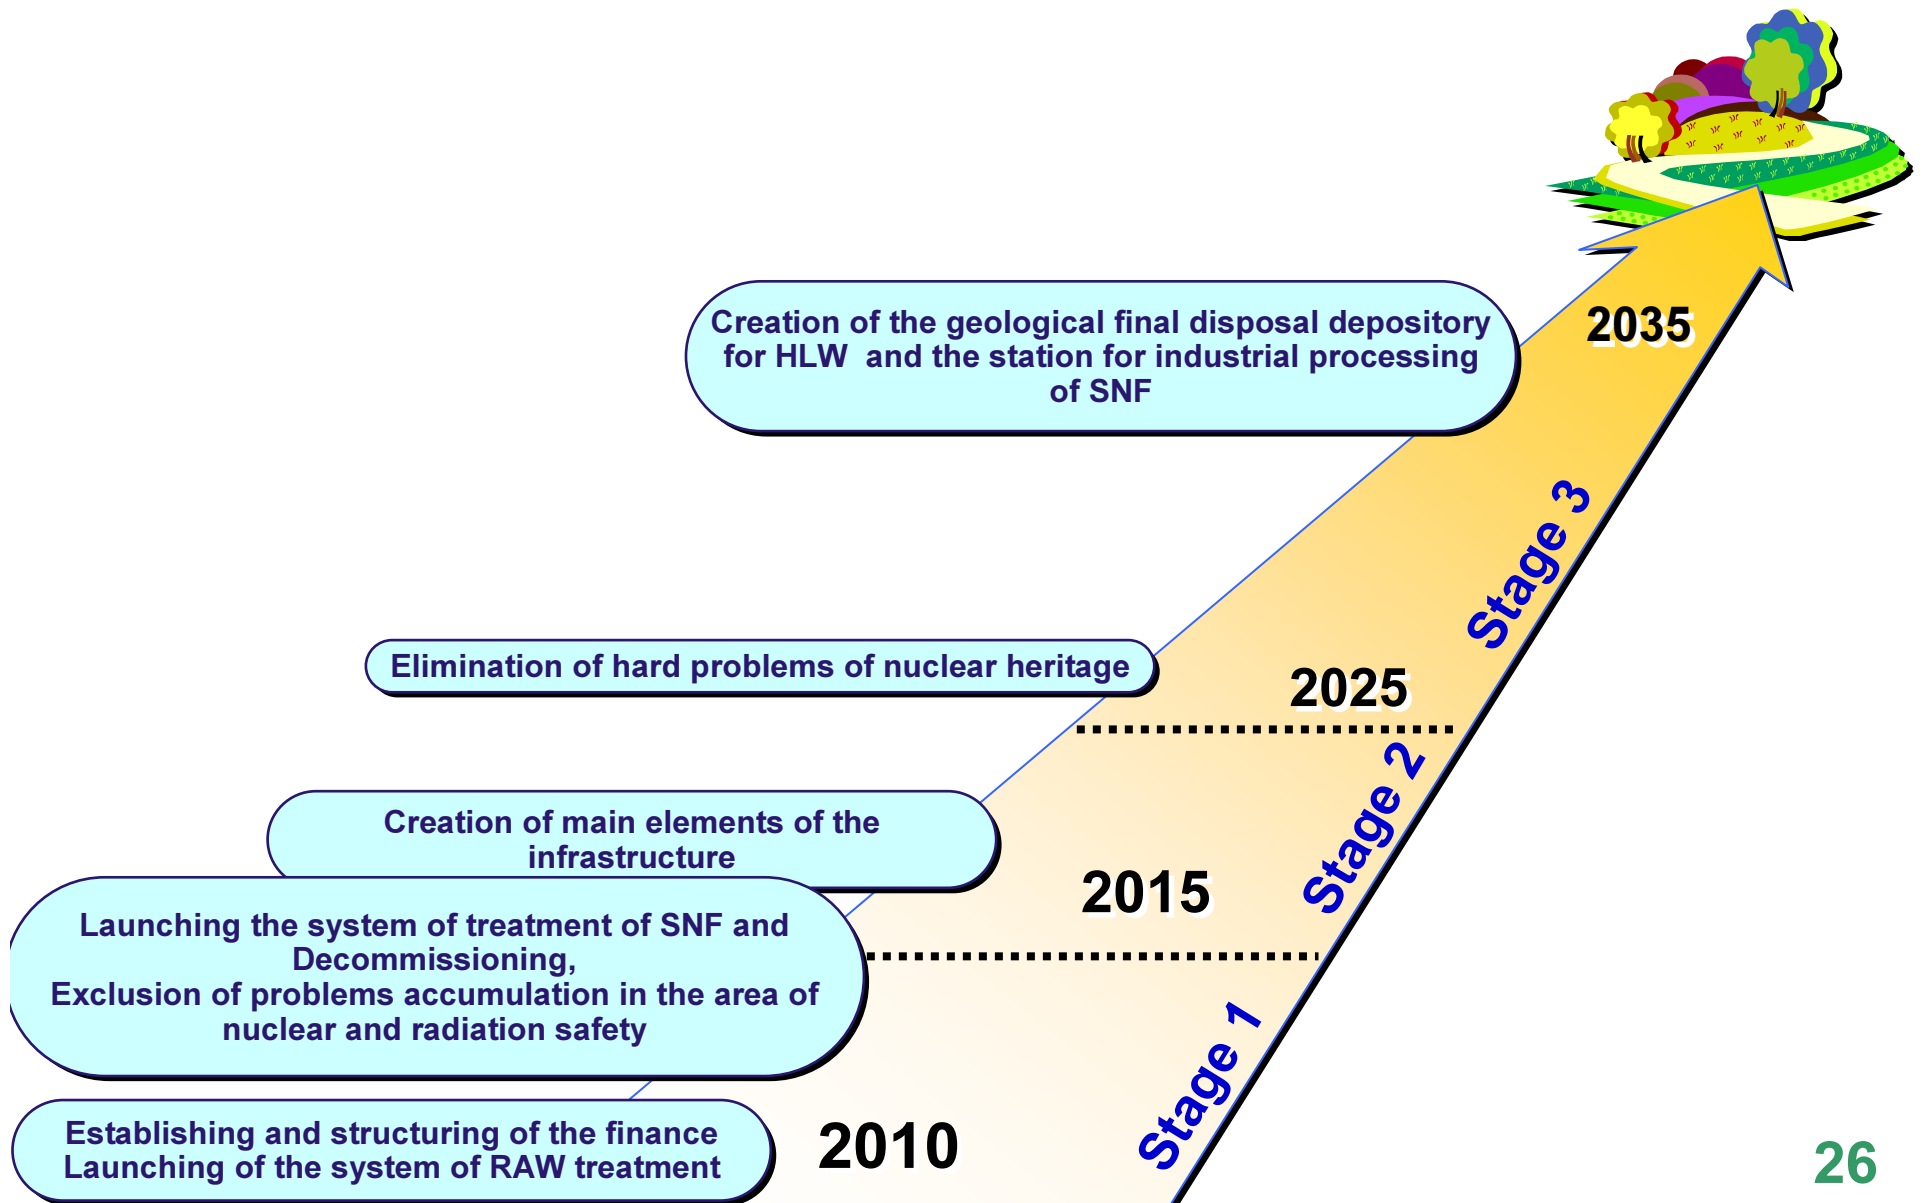 Creation of the geological final disposal depository
for HLW and the station for industrial processing
of SNF
2035
Stage 3
Elimination of hard problems of nuclear heritage
2025
Stage 2
Creation of main elements of the
infrastructure
2015
Launching the system of treatment of SNF and
Decommissioning,
Exclusion of problems accumulation in the area of
nuclear and radiation safety
Stage 1
Establishing and structuring of the finance
Launching of the system of RAW treatment
2010
26